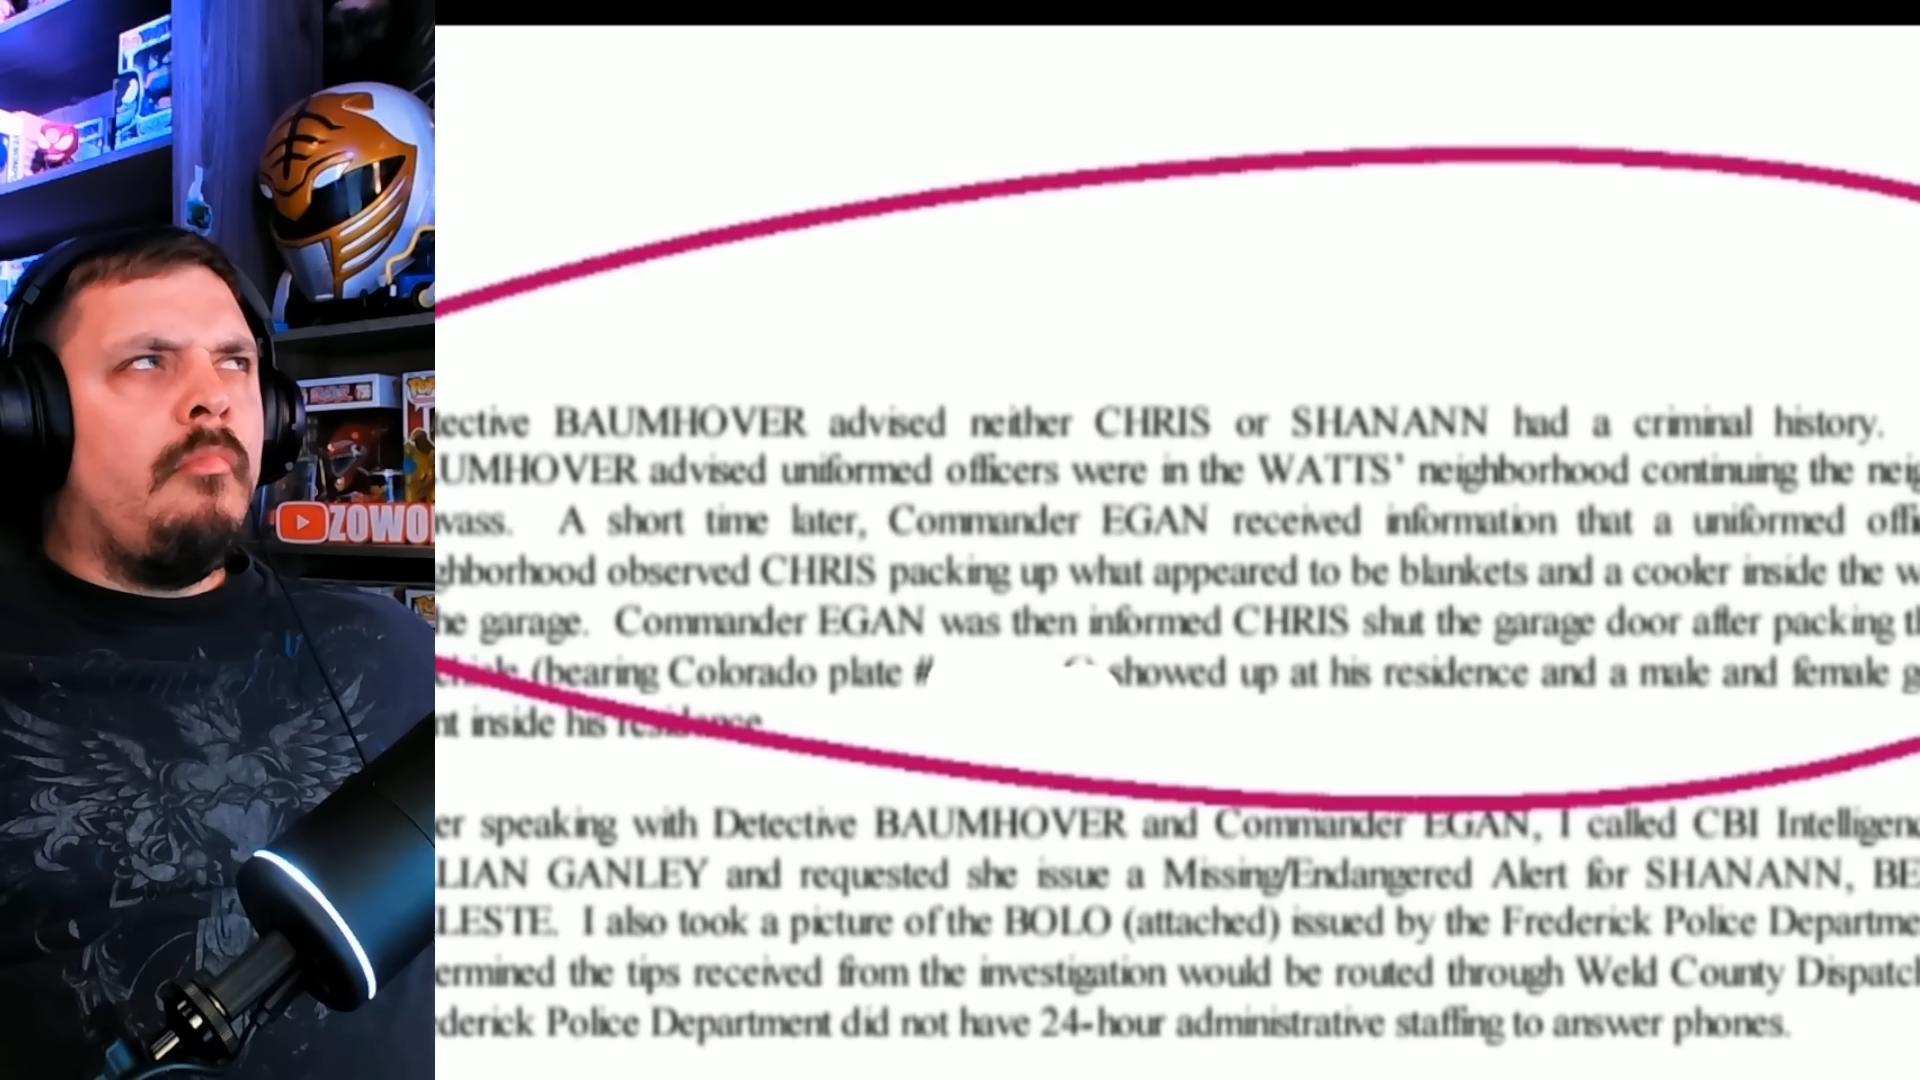 tective BAUMHOVER advised neither CHRIS or SHANANN had a criminal history.
UMHOVER advised uniformed officers were in the WATTS' neighborhood continuing the neig
vass. A short time later, Commander EGAN received information that a uniformed offi
ghborhood observed CHRIS packing up what appeared to be blankets and a cooler inside the w
he garage. Commander EGAN was then informed CHRIS shut the garage door after packing th
ehicle (bearing Colorado plate # showed up at his residence and a male and female g
nt inside his residence
er speaking with Detective BAUMHOVER and Commander EGAN, I called CBI Intelligenc
LIAN GANLEY and requested she issue a Missing/Endangered Alert for SHANANN, BE
LESTE. I also took a picture of the BOLO (attached) issued by the Frederick Police Departme
ermined the tips received from the investigation would be routed through Weld County Dispatch
derick Police Department did not have 24-hour administrative staffing to answer phones.
ZOWO